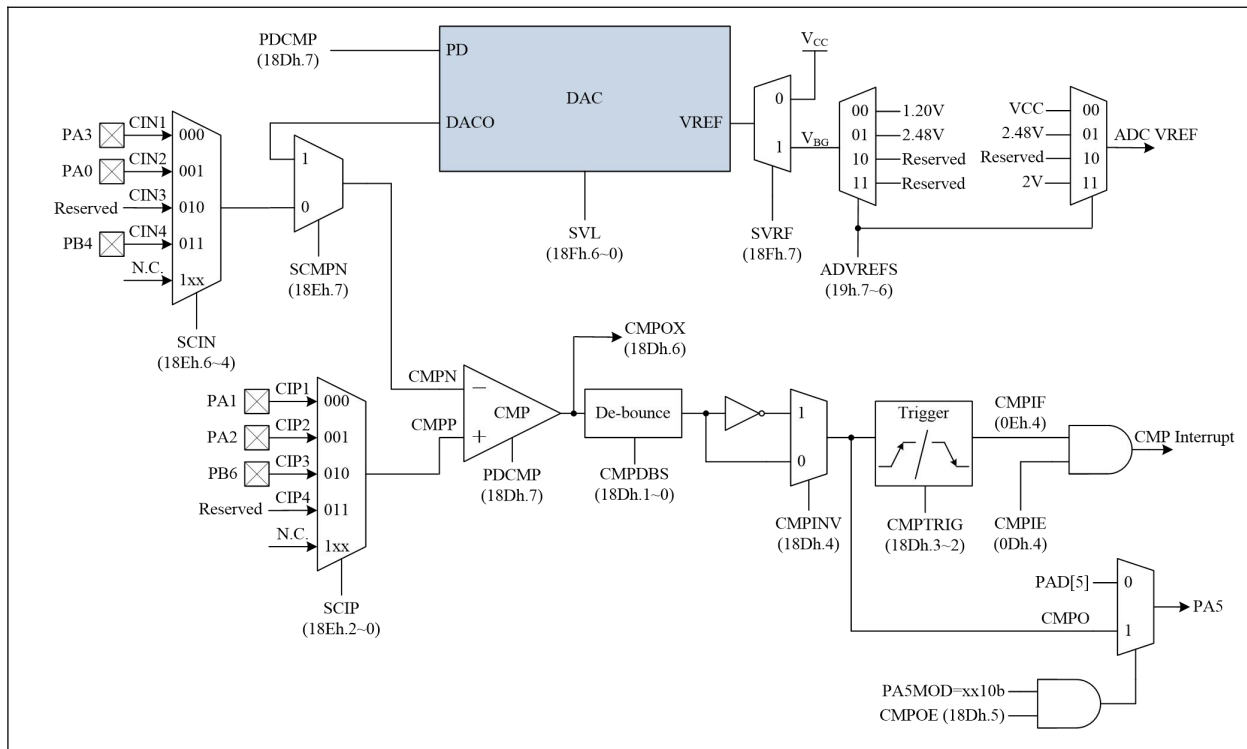 PDCMP
(18Dh.7)
PD
DAC
DACO
VREF
VCC
0
1
VBG
00
01
10
11
1.20V
2.48V
Reserved
Reserved
VCC
2.48V
Reserved
2V
00
01
10
11
ADC VREF
SVL
(18Fh.6~0)
SVRF
(18Fh.7)
ADVREFS
(19h.7~6)
PA3
CIN1
000
PA0
CIN2
001
Reserved
CIN3
010
PB4
CIN4
011
N.C.
1xx
SCIN
(18Eh.6~4)
1
0
SCMPN
(18Eh.7)
PA1
CIP1
000
PA2
CIP2
001
PB6
CIP3
010
Reserved
CIP4
011
N.C.
1xx
SCIP
(18Eh.2~0)
CMPN
CMPP
−
+
CMP
PDCMP
(18Dh.7)
CMPOX
(18Dh.6)
De-bounce
CMPDBS
(18Dh.1~0)
1
0
CMPINV
(18Dh.4)
Trigger
CMPTRIG
(18Dh.3~2)
CMPIF
(0Eh.4)
CMPIE
(0Dh.4)
CMP Interrupt
PAD[5]
0
CMPO
1
PA5
PA5MOD=xx10b
CMPOE (18Dh.5)